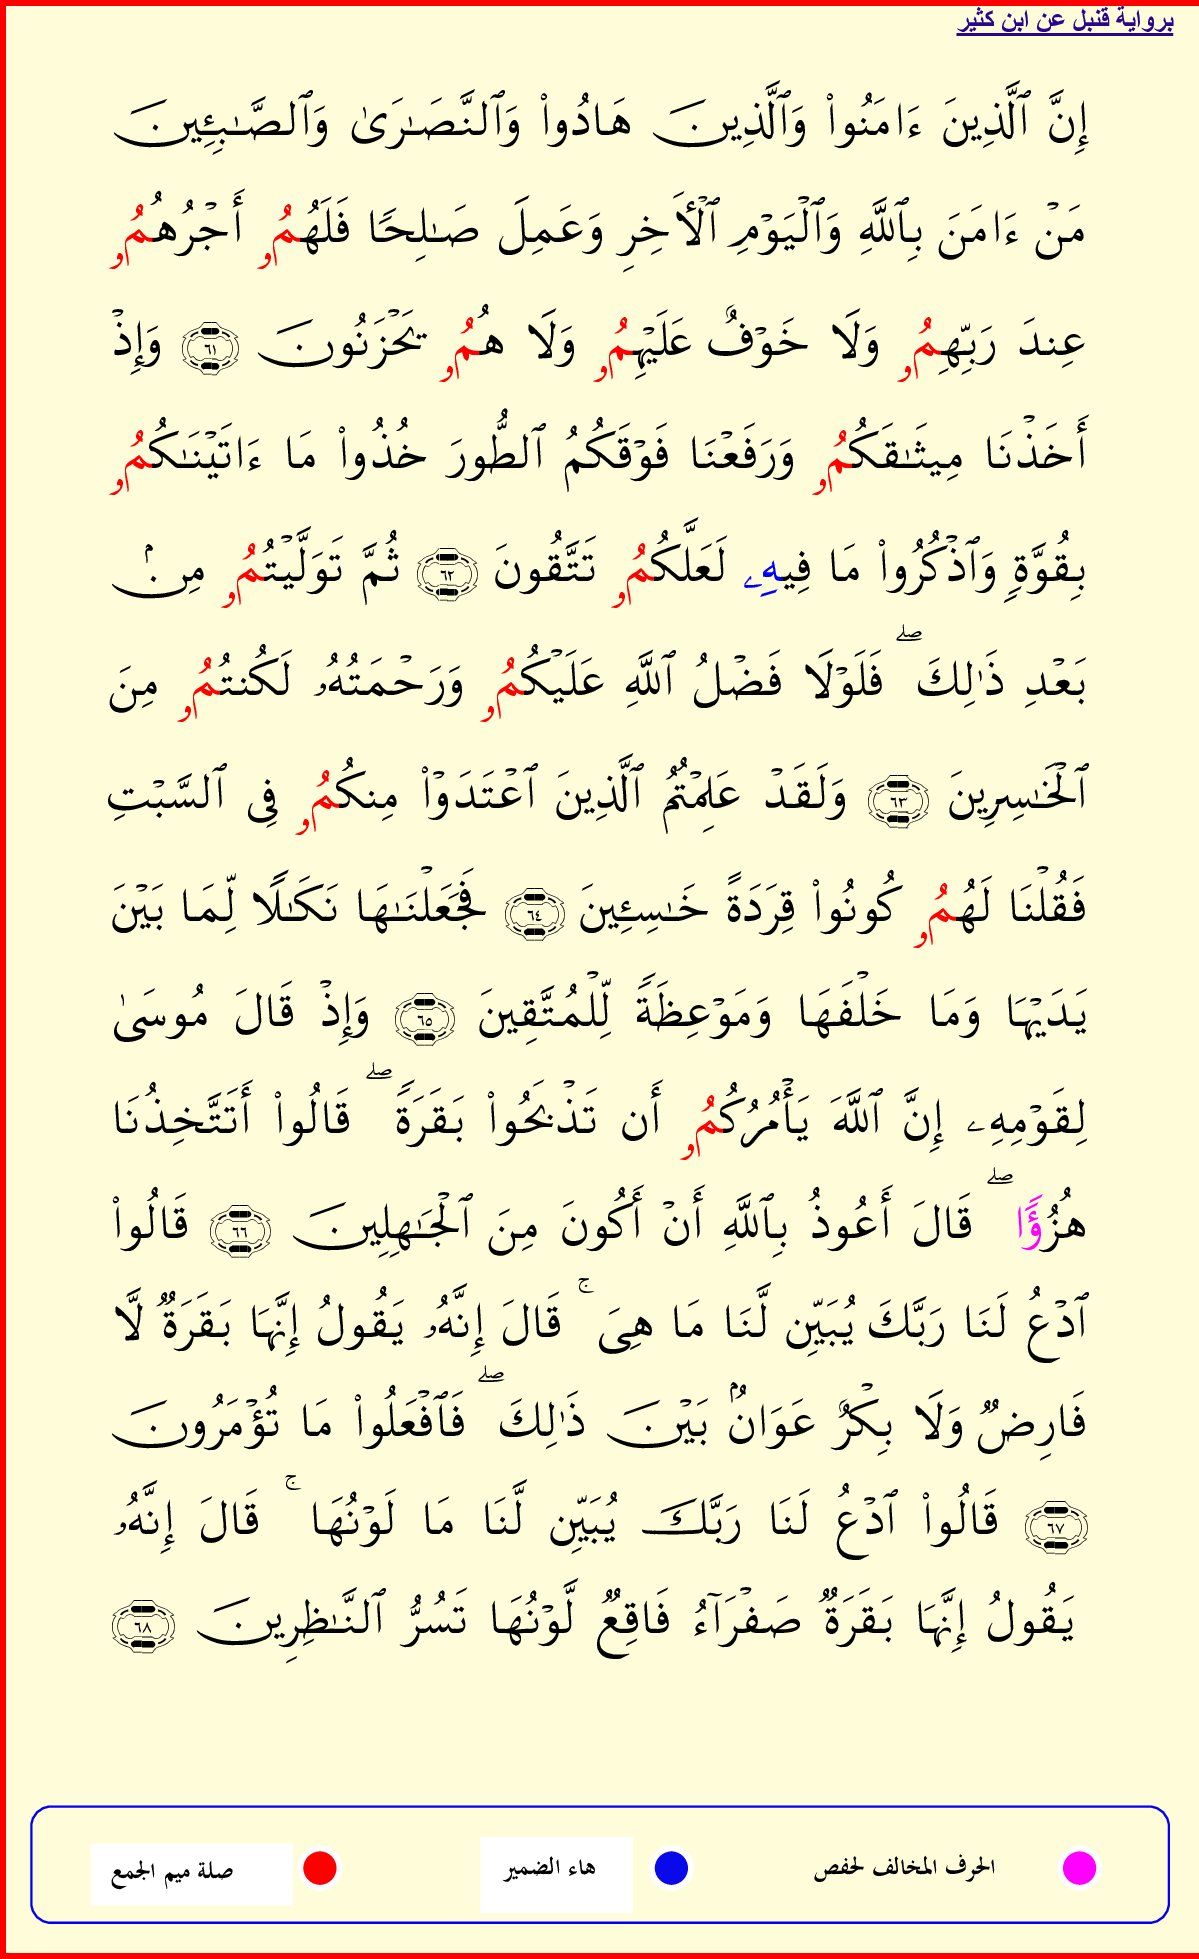 برواية قنبل عن ابن كثير
إِنَّ ٱلَّذِينَ ءَامَنُوا۟ وَٱلَّذِينَ هَادُوا۟ وَٱلنَّصَـٰرَىٰ وَٱلصَّـٰبِـِٔينَ
مَنْ ءَامَنَ بِٱللَّهِ وَٱلْيَوْمِ ٱلْأَخِرِ وَعَمِلَ صَـٰلِحًا فَلَهُمُۥ أَجْرُهُمُۥ
عِندَ رَبِّهِمُۥ وَلَا خَوْفٌ عَلَيْهِمُۥ وَلَا هُمُۥ يَحْزَنُونَ ٦١ وَإِذْ
أَخَذْنَا مِيثَـٰقَكُمُۥ وَرَفَعْنَا فَوْقَكُمُ ٱلطُّورَ خُذُوا۟ مَا ءَاتَيْنَـٰكُمُۥ
بِقُوَّةٍ وَٱذْكُرُوا۟ مَا فِيهِۦ لَعَلَّكُمُۥ تَتَّقُونَ ٦٢ ثُمَّ تَوَلَّيْتُمُۥ مِنۢ
بَعْدِ ذَٰلِكَ ۖ فَلَوْلَا فَضْلُ ٱللَّهِ عَلَيْكُمُۥ وَرَحْمَتُهُۥ لَكُنتُمُۥ مِنَ
ٱلْخَـٰسِرِينَ ٦٣ وَلَقَدْ عَلِمْتُمُ ٱلَّذِينَ ٱعْتَدَوْا۟ مِنكُمُۥ فِى ٱلسَّبْتِ
فَقُلْنَا لَهُمُۥ كُونُوا۟ قِرَدَةً خَـٰسِـِٔينَ ٦٤ فَجَعَلْنَـٰهَا نَكَـٰلًا لِّمَا بَيْنَ
يَدَيْهَا وَمَا خَلْفَهَا وَمَوْعِظَةً لِّلْمُتَّقِينَ ٦٥ وَإِذْ قَالَ مُوسَىٰ
لِقَوْمِهِۦ إِنَّ ٱللَّهَ يَأْمُرُكُمُۥ أَن تَذْبَحُوا۟ بَقَرَةً ۖ قَالُوا۟ أَتَتَّخِذُنَا
هُزُؤًا ۖ قَالَ أَعُوذُ بِٱللَّهِ أَنْ أَكُونَ مِنَ ٱلْجَـٰهِلِينَ ٦٦ قَالُوا۟
ٱدْعُ لَنَا رَبَّكَ يُبَيِّن لَّنَا مَا هِىَ ۚ قَالَ إِنَّهُۥ يَقُولُ إِنَّهَا بَقَرَةٌ لَّا
فَارِضٌ وَلَا بِكْرٌ عَوَانٌۢ بَيْنَ ذَٰلِكَ ۖ فَٱفْعَلُوا۟ مَا تُؤْمَرُونَ
٦٧ قَالُوا۟ ٱدْعُ لَنَا رَبَّكَ يُبَيِّن لَّنَا مَا لَوْنُهَا ۚ قَالَ إِنَّهُۥ
يَقُولُ إِنَّهَا بَقَرَةٌ صَفْرَآءُ فَاقِعٌ لَّوْنُهَا تَسُرُّ ٱلنَّـٰظِرِينَ ٦٨
الحرف المخالف لحفص هاء الضمير صلة ميم الجمع